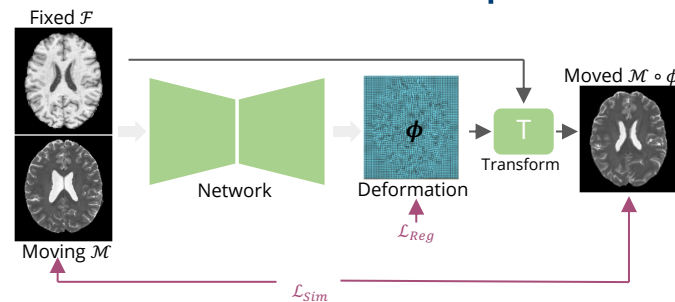 Fixed ℱ
Moved ℳ ∘ ϕ
ϕ
T
Transform
Network
Deformation
ℒ_Reg
Moving ℳ
ℒ_Sim